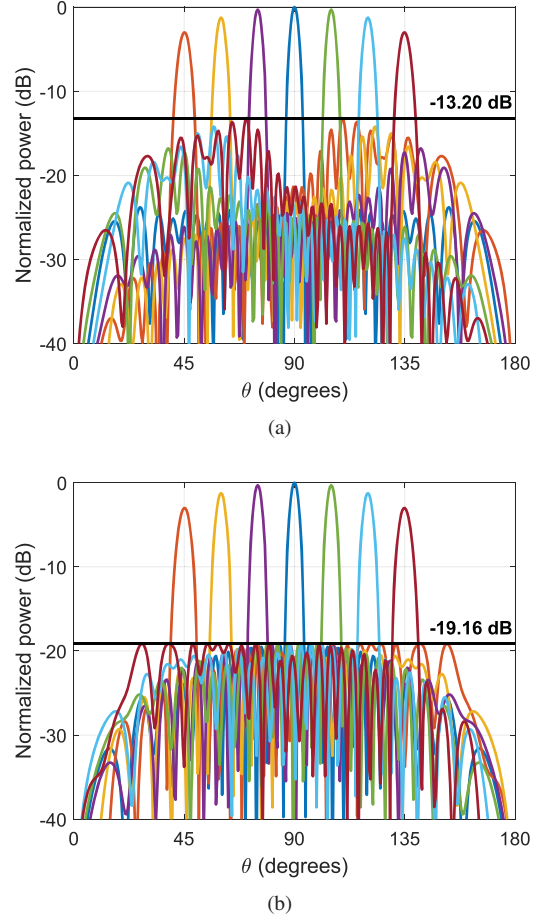 0
-10
-20
-30
-40
Normalized power (dB)
-13.20 dB
0 45 90 135 180
θ (degrees)
(a)
0
-10
-20
-30
-40
Normalized power (dB)
-19.16 dB
0 45 90 135 180
θ (degrees)
(b)